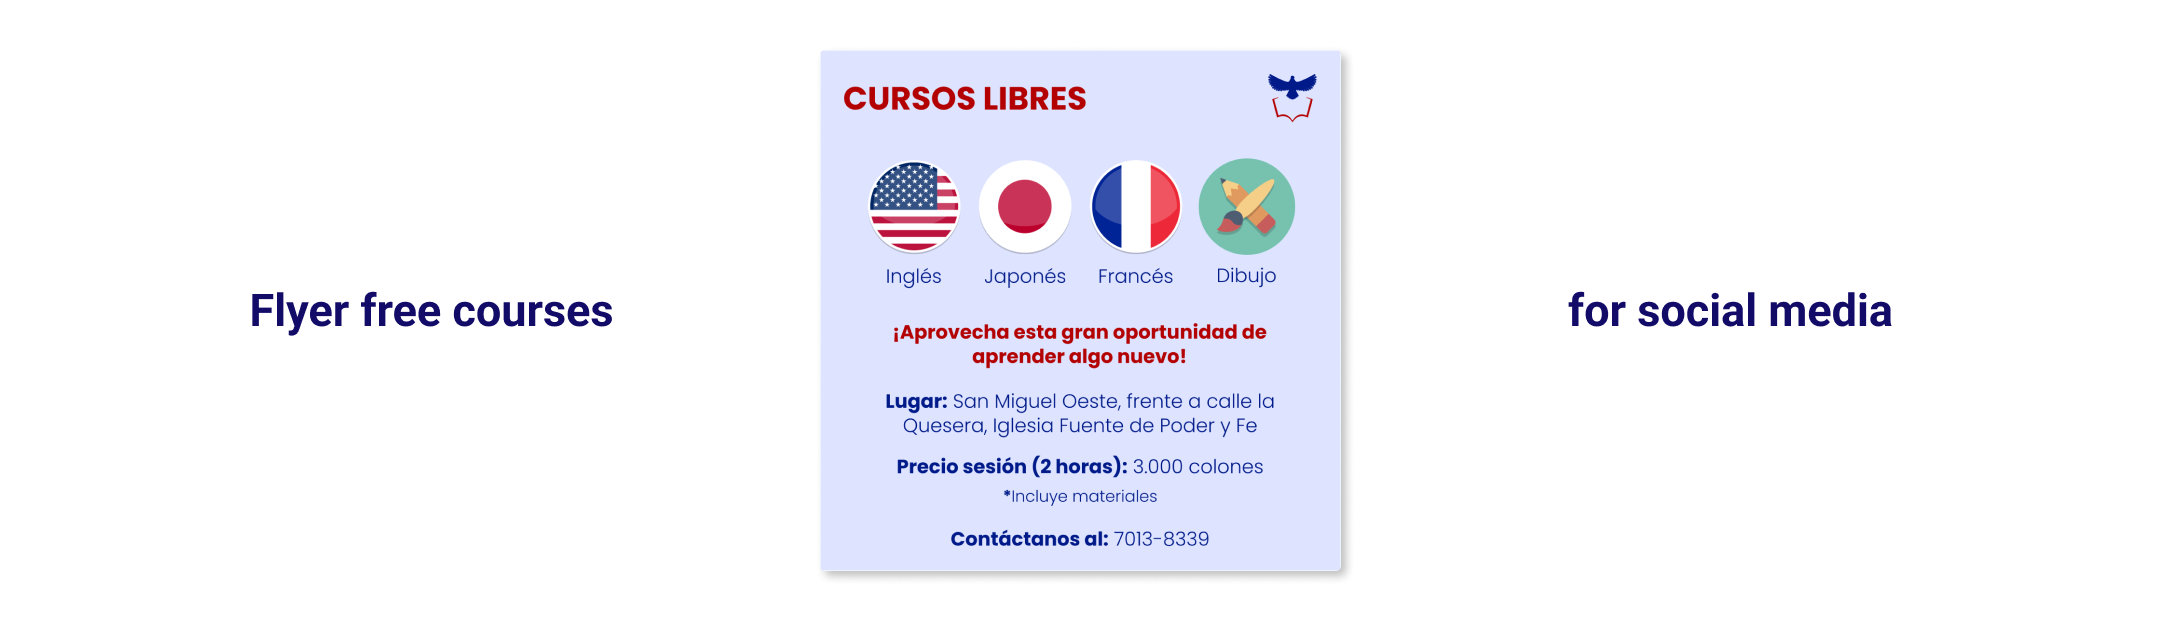 Flyer free courses
CURSOS LIBRES
Inglés
Japonés
Francés
Dibujo
¡Aprovecha esta gran oportunidad de
aprender algo nuevo!
Lugar: San Miguel Oeste, frente a calle la
Quesera, Iglesia Fuente de Poder y Fe
Precio sesión (2 horas): 3.000 colones
*Incluye materiales
Contáctanos al: 7013-8339
for social media